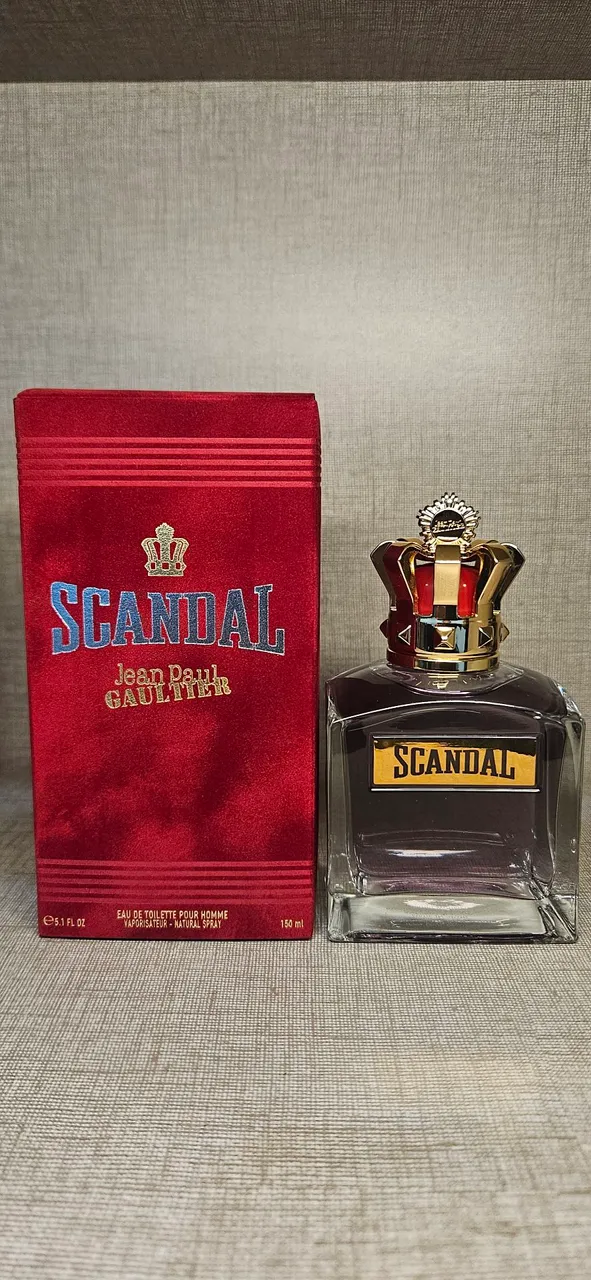 SCANDAL
Jean Paul
GAULTIER
℮5.1 FL OZ
EAU DE TOILETTE POUR HOMME
VAPORISATEUR - NATURAL SPRAY
150 ml
SCANDAL